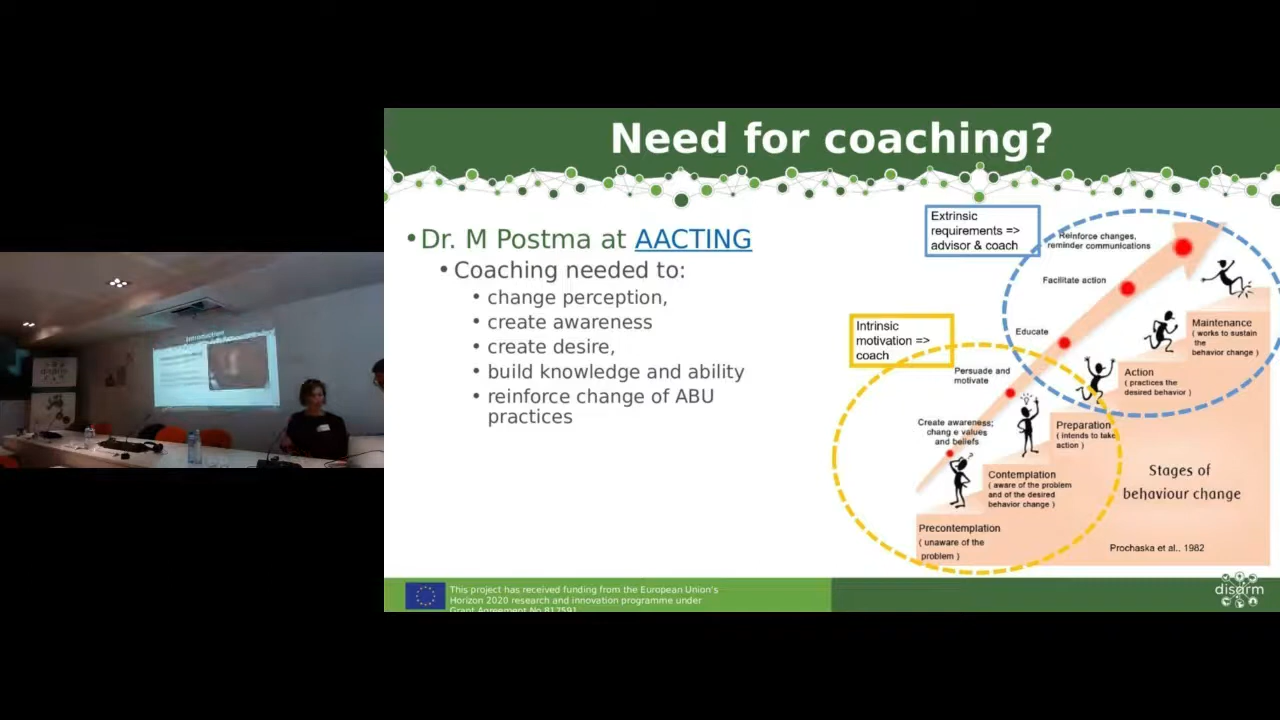 Need for coaching?
•Dr. M Postma at AACTING
• Coaching needed to:
• change perception,
• create awareness
• create desire,
• build knowledge and ability
• reinforce change of ABU
practices
Extrinsic
requirements =>
advisor & coach
Intrinsic
motivation =>
coach
Reinforce changes,
reminder communications
Facilitate action
Educate
Persuade and
motivate
Create awareness;
chang e values
and beliefs
Maintenance
( works to sustain
the
behavior change )
Action
( practices the
desired behavior )
Preparation
( intends to take
action )
Contemplation
( aware of the problem
and of the desired
behavior change )
Precontemplation
( unaware of the
problem )
Stages of
behaviour change
Prochaska et al., 1982
This project has received funding from the European Union's
Horizon 2020 research and innovation programme under
Grant Agreement No 817591
disarm
Introduction